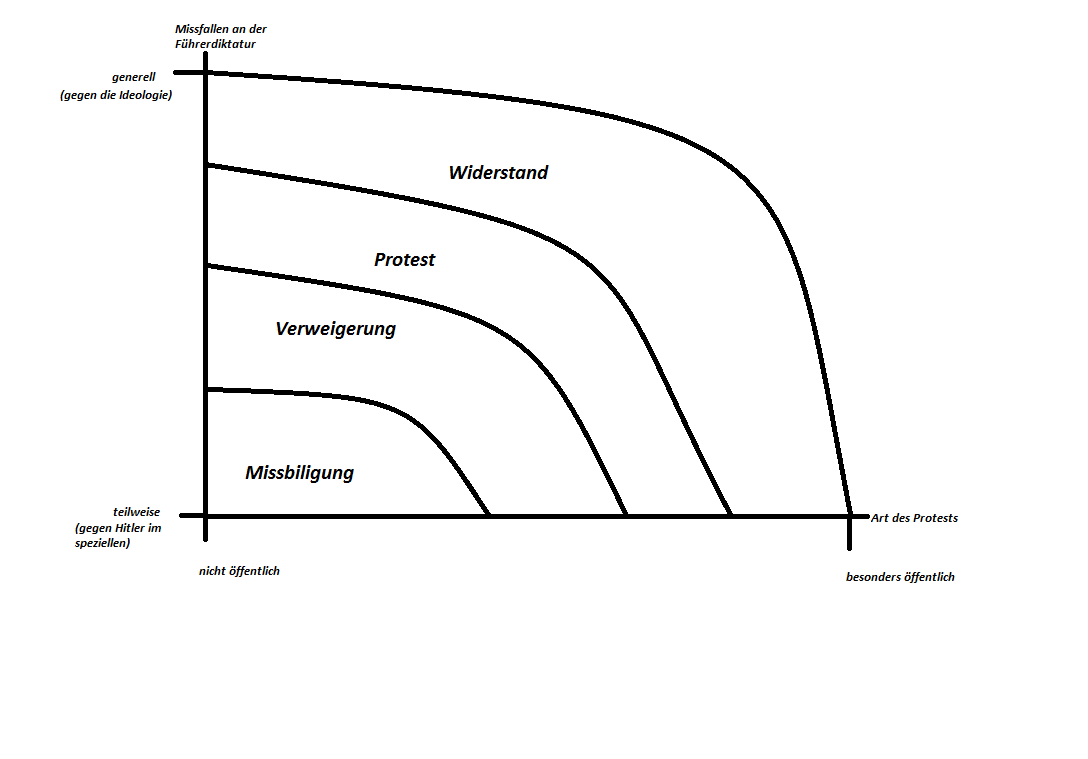 Missfallen an der
Führerdiktatur
generell
(gegen die Ideologie)
Widerstand
Protest
Verweigerung
Missbiligung
teilweise
(gegen Hitler im
speziellen)
Art des Protests
nicht öffentlich
besonders öffentlich